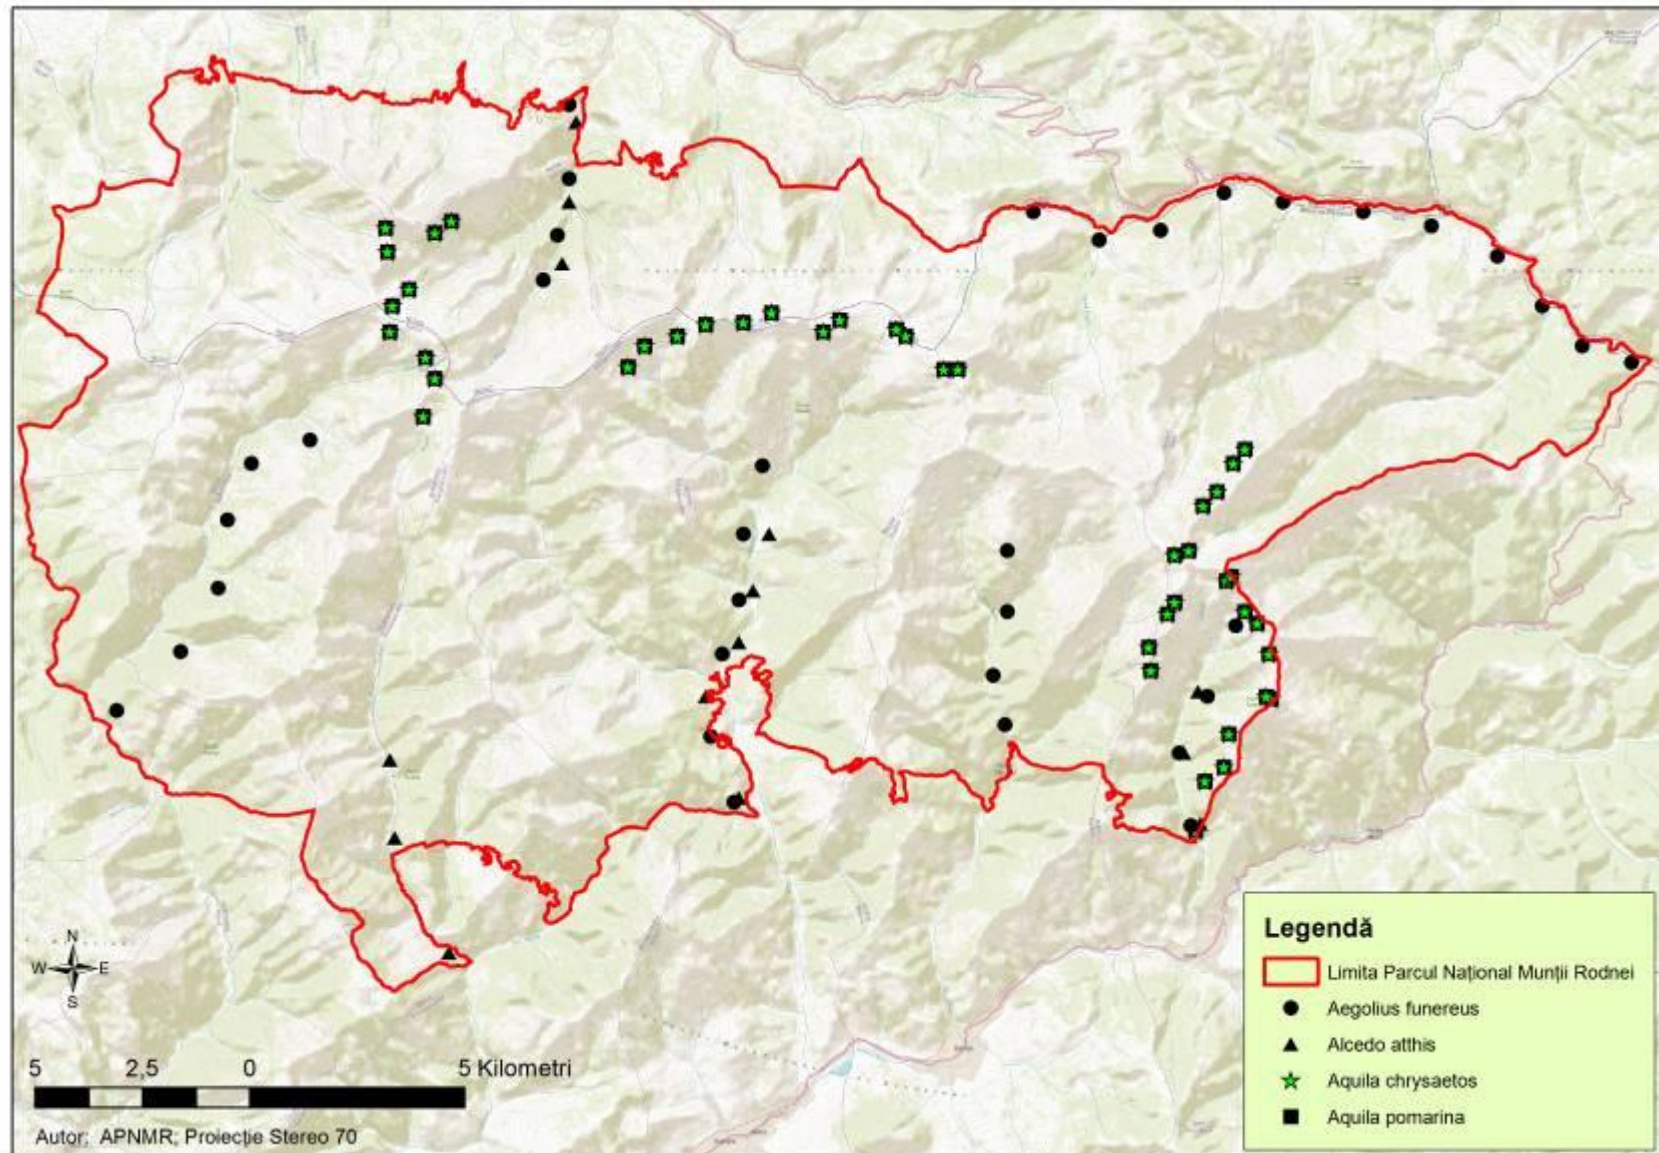 N
W E
S
5 2,5 0 5 Kilometri
Autor; APNMR; Proiecție Stereo 70
Legendă
Limita Parcul Național Munții Rodnei
Aegolius funereus
Alcedo atthis
Aquila chrysaetos
Aquila pomarina